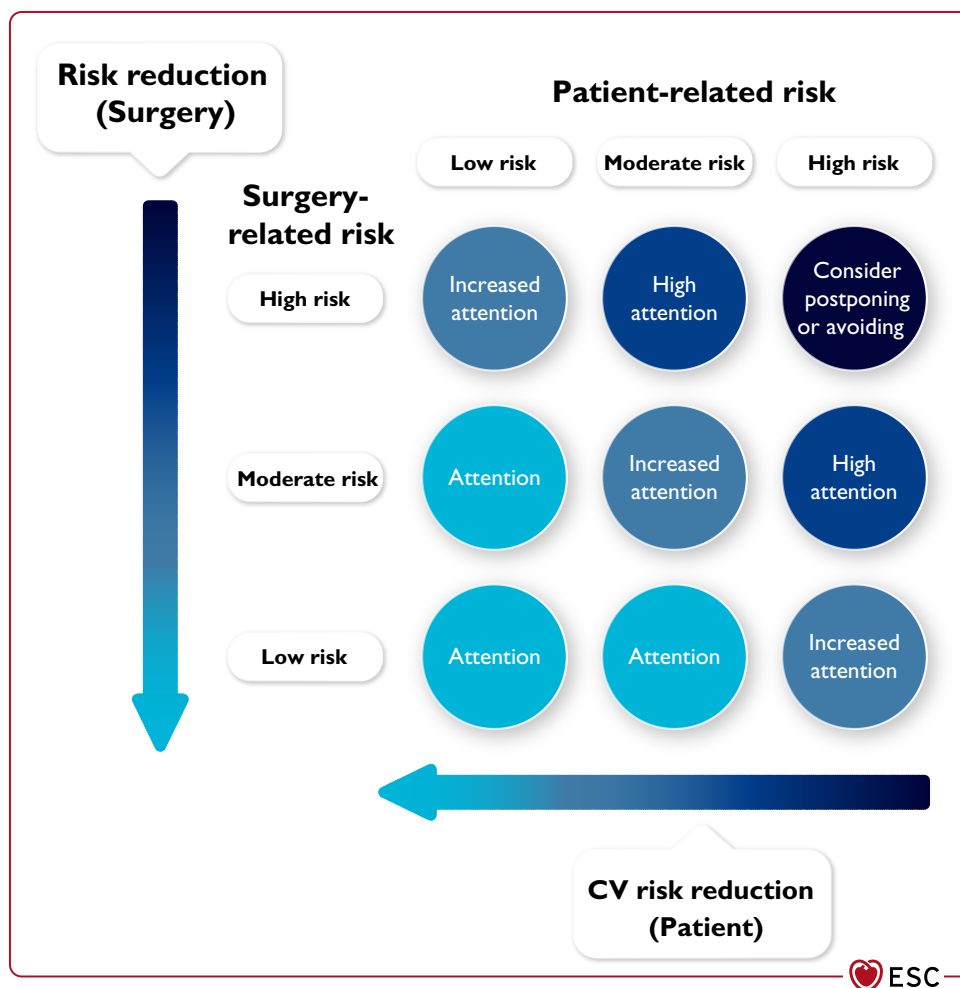 Risk reduction
(Surgery)
Patient-related risk
Low risk
Moderate risk
High risk
Surgery-
related risk
High risk
Increased
attention
High
attention
Consider
postponing
or avoiding
Moderate risk
Attention
Increased
attention
High
attention
Low risk
Attention
Attention
Increased
attention
CV risk reduction
(Patient)
ESC